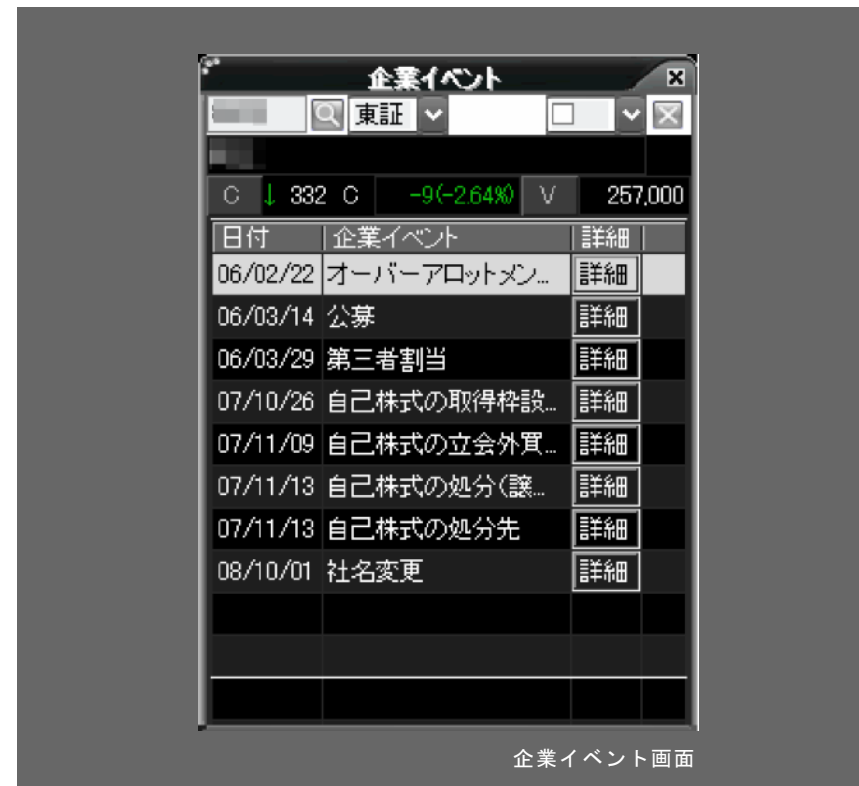 企業イベント
東証
C ↓ 332 C -9(-2.64%) V 257,000
日付 企業イベント 詳細
06/02/22 オーバーアロットメン... 詳細
06/03/14 公募 詳細
06/03/29 第三者割当 詳細
07/10/26 自己株式の取得枠設... 詳細
07/11/09 自己株式の立会外買... 詳細
07/11/13 自己株式の処分(譲... 詳細
07/11/13 自己株式の処分先 詳細
08/10/01 社名変更 詳細
企業イベント画面